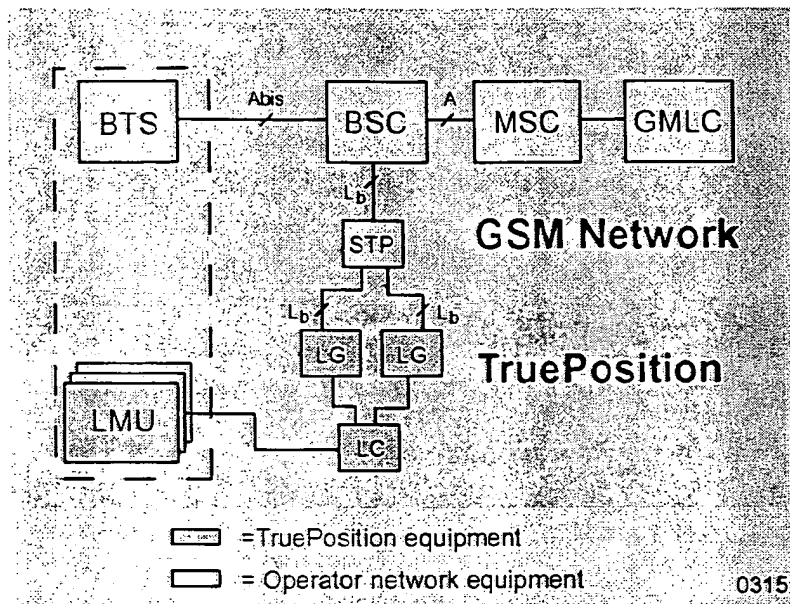 Abis
A
BTS
BSC
MSC
GMLC
Lb
STP
GSM Network
Lb
Lb
LG
LG
TruePosition
LMU
LC
=TruePosition equipment
= Operator network equipment
0315